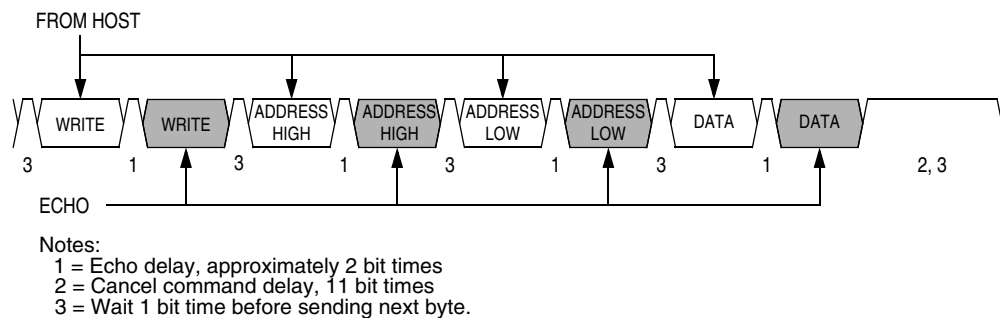 FROM HOST
WRITE WRITE ADDRESS HIGH ADDRESS HIGH ADDRESS LOW ADDRESS LOW DATA DATA
3 1 3 1 3 1 3 1 2, 3
ECHO
Notes:
1 = Echo delay, approximately 2 bit times
2 = Cancel command delay, 11 bit times
3 = Wait 1 bit time before sending next byte.